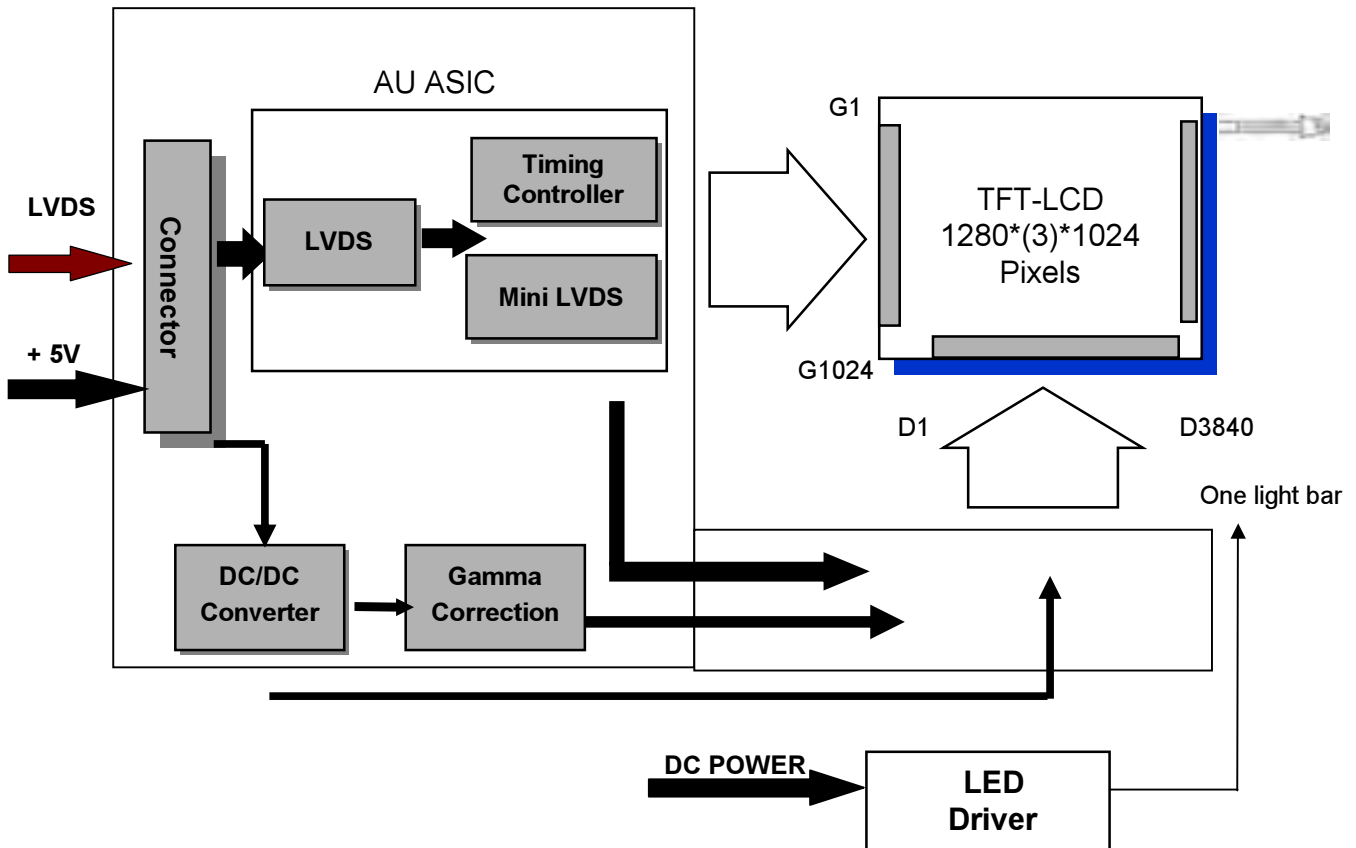 AU ASIC
G1
Timing
Controller
LVDS
Connector
LVDS
TFT-LCD
1280*(3)*1024
Pixels
Mini LVDS
+ 5V
G1024
D1
D3840
One light bar
DC/DC
Converter
Gamma
Correction
DC POWER
LED
Driver